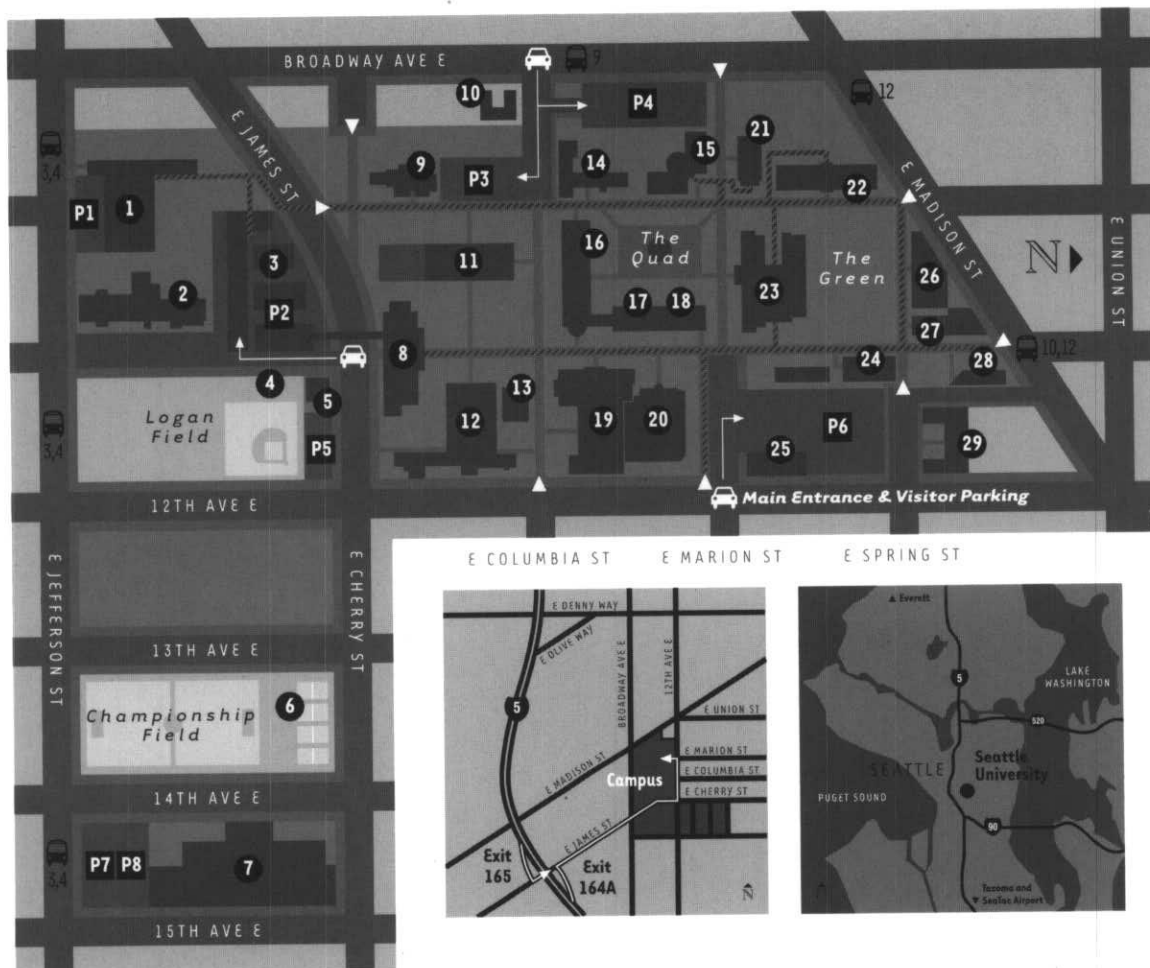 BROADWAY AVE E
9
10
P4
12
E JAMES ST
3,4
9
P3
14
15
21
22
E MADISON ST
P1
1
3
2
P2
11
16
The
Quad
17
18
23
The
Green
26
27
N
E UNION ST
8
24
28
10,12
4
5
Logan
Field
P5
3,4
12
13
19
20
25
P6
29
12TH AVE E
Main Entrance & Visitor Parking
E JEFFERSON ST
E CHERRY ST
E COLUMBIA ST
E MARION ST
E SPRING ST
13TH AVE E
Championship
Field
6
14TH AVE E
3,4
P7
P8
7
15TH AVE E
E DENNY WAY
E OLIVE WAY
BROADWAY AVE E
12TH AVE E
5
E UNION ST
E MADISON ST
E MARION ST
E COLUMBIA ST
E CHERRY ST
Campus
E JAMES ST
Exit
165
Exit
164A
N
Everett
5
LAKE
WASHINGTON
520
SEATTLE
Seattle
University
PUGET SOUND
90
Tacoma and
SeaTac Airport